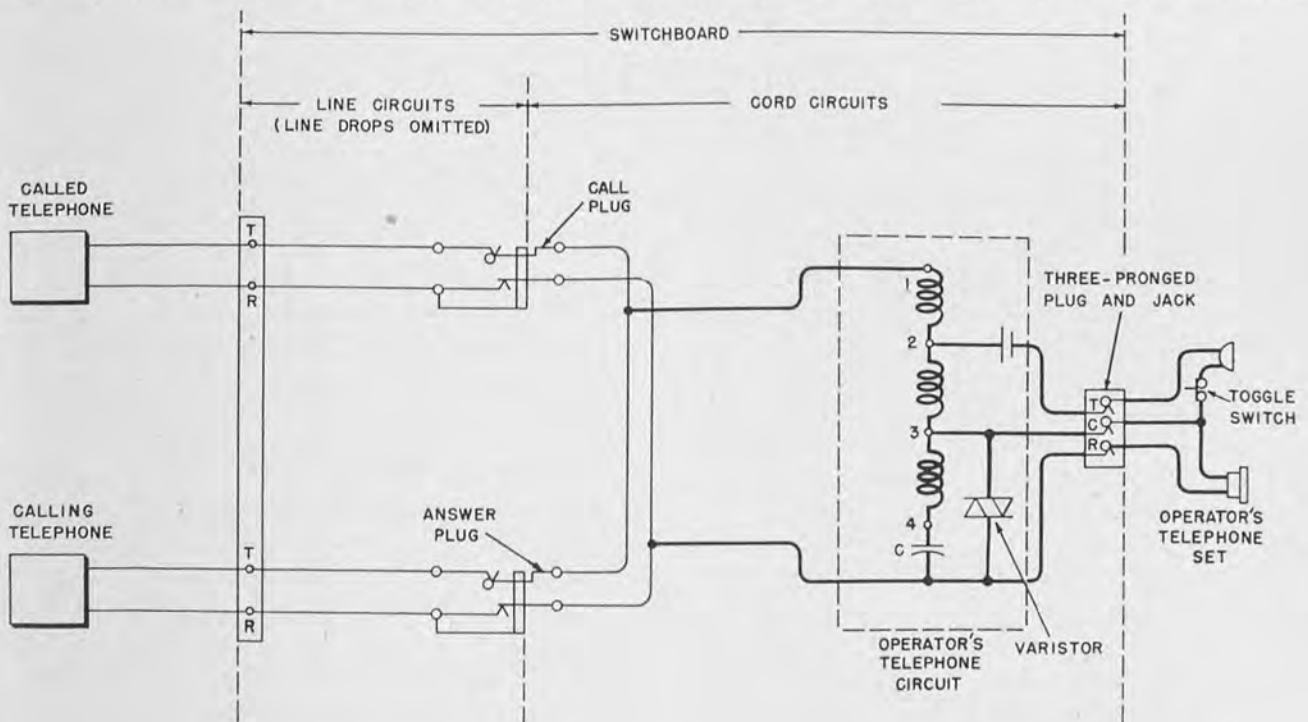 SWITCHBOARD
LINE CIRCUITS
(LINE DROPS OMITTED)
CORD CIRCUITS
CALLED
TELEPHONE
T
R
CALL
PLUG
THREE-PRONGED
PLUG AND JACK
1
2
3
4
C
T
C
R
TOGGLE
SWITCH
OPERATOR'S
TELEPHONE
SET
CALLING
TELEPHONE
T
R
ANSWER
PLUG
OPERATOR'S
TELEPHONE
CIRCUIT
VARISTOR